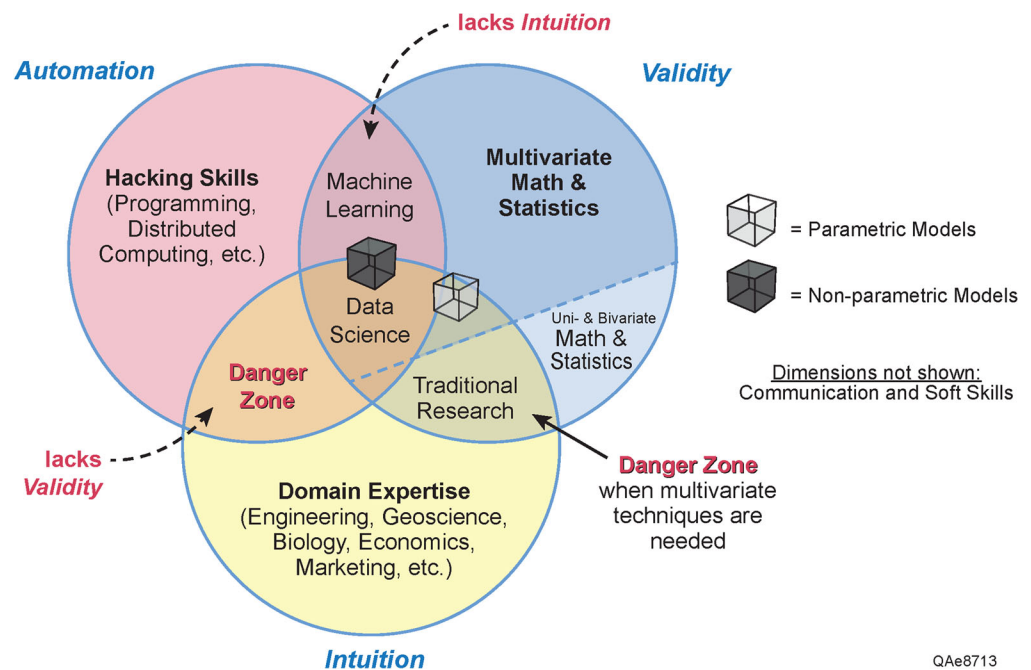 lacks Intuition
Automation
Validity
Hacking Skills
(Programming,
Distributed
Computing, etc.)
Machine
Learning
Multivariate
Math &
Statistics
= Parametric Models
= Non-parametric Models
Data
Science
Uni- & Bivariate
Math &
Statistics
Dimensions not shown:
Communication and Soft Skills
Danger
Zone
Traditional
Research
lacks
Validity
Danger Zone
when multivariate
techniques are
needed
Domain Expertise
(Engineering, Geoscience,
Biology, Economics,
Marketing, etc.)
Intuition
QAe8713